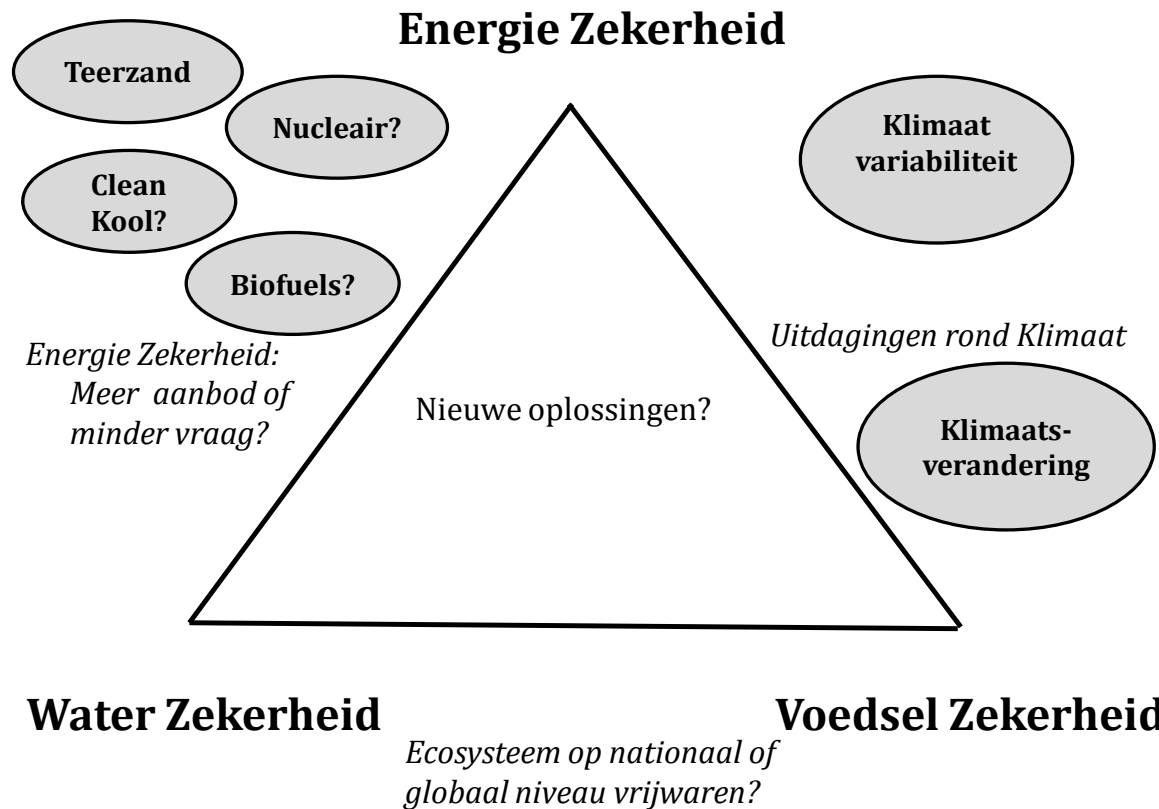 Energie Zekerheid
Teerzand
Nucleair?
Clean
Kool?
Biofuels?
Energie Zekerheid:
Meer aanbod of
minder vraag?
Klimaat
variabiliteit
Uitdagingen rond Klimaat
Klimaats-
verandering
Nieuwe oplossingen?
Water Zekerheid
Voedsel Zekerheid
Ecosysteem op nationaal of
globaal niveau vrijwaren?